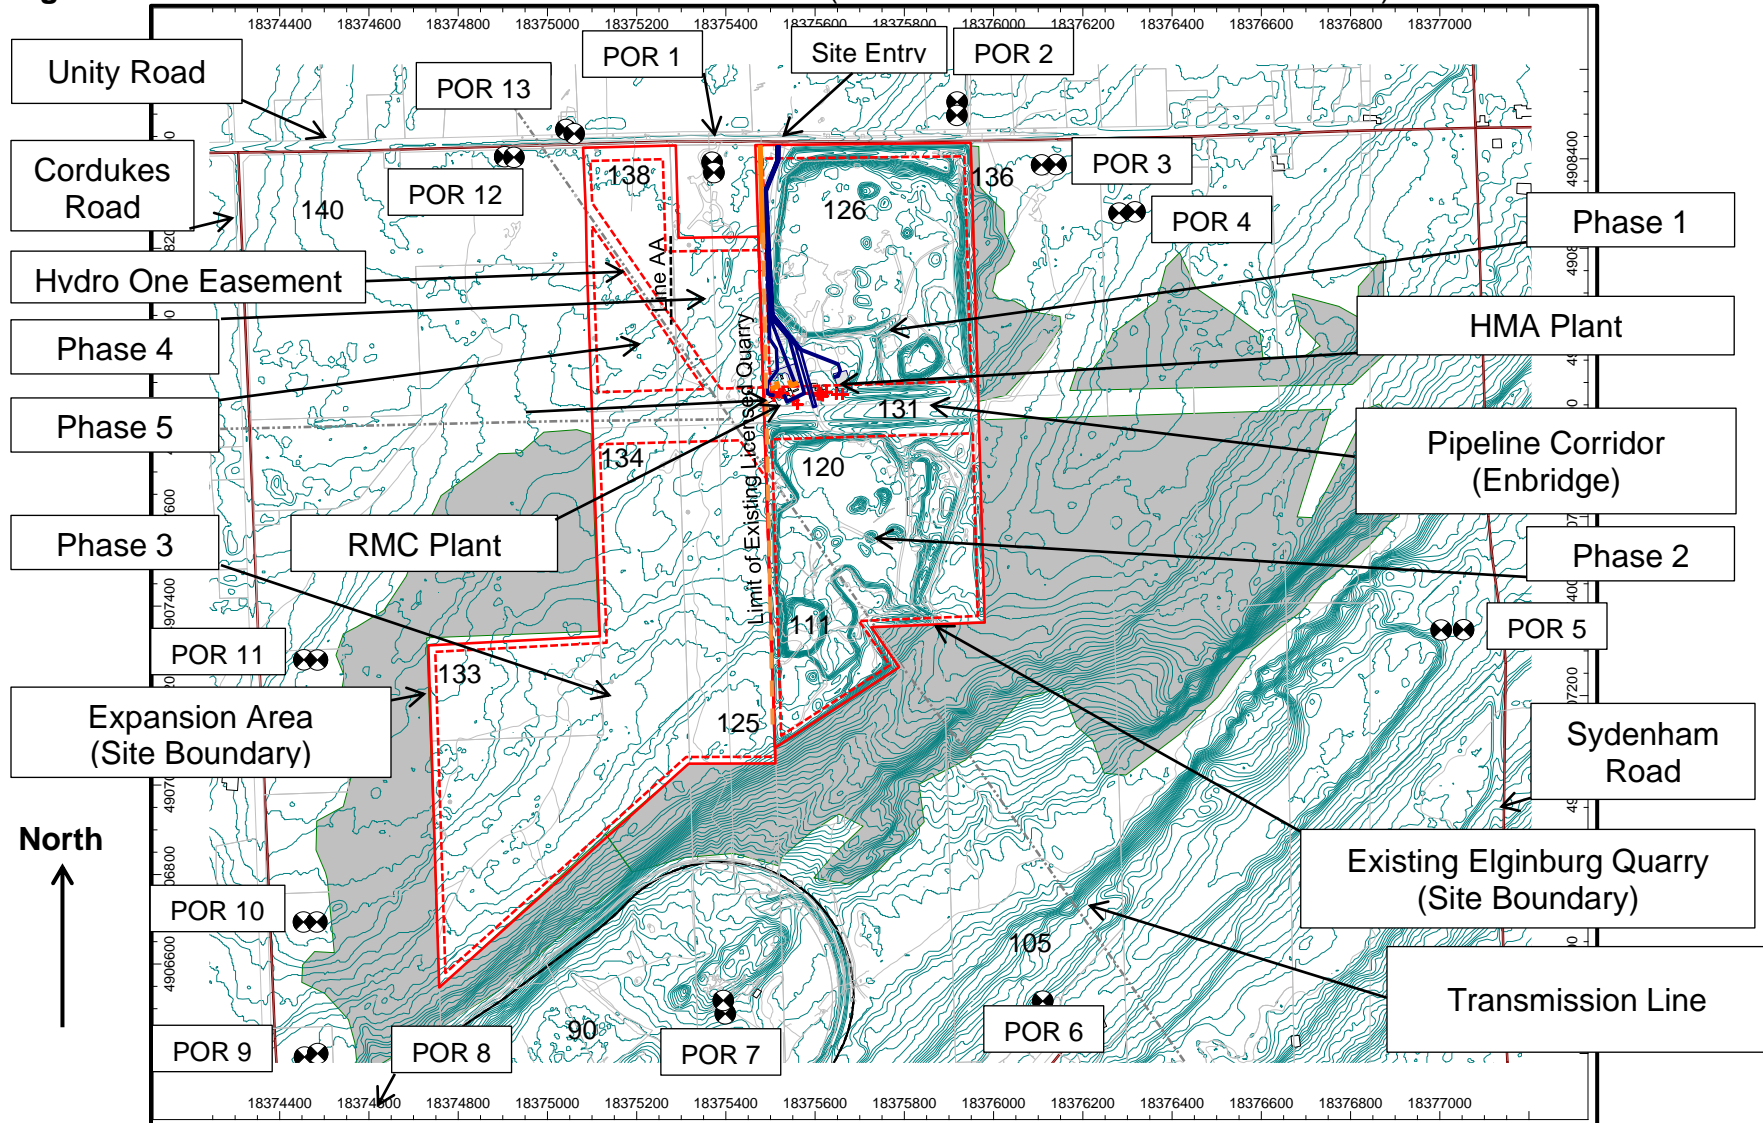 18374400 18374600 18374800 18375000 18375200 18375400 18375600 18375800 18376000 18376200 18376400 18376600 18376800 18377000
POR 1
Site Entry
POR 2
Unity Road
POR 13
Cordukes
Road
POR 12
POR 3
POR 4
4908400
138
136
140
126
Phase 1
Hydro One Easement
Line AA
HMA Plant
Phase 4
Limit of Existing Licensed Quarry
131
Phase 5
134
120
Pipeline Corridor
(Enbridge)
Phase 3
RMC Plant
Phase 2
111
POR 11
POR 5
133
Expansion Area
(Site Boundary)
125
Sydenham
Road
North
Existing Elginburg Quarry
(Site Boundary)
POR 10
4906600
105
Transmission Line
90
POR 9
POR 8
POR 7
POR 6
18374400 18374600 18374800 18375000 18375200 18375400 18375600 18375800 18376000 18376200 18376400 18376600 18376800 18377000